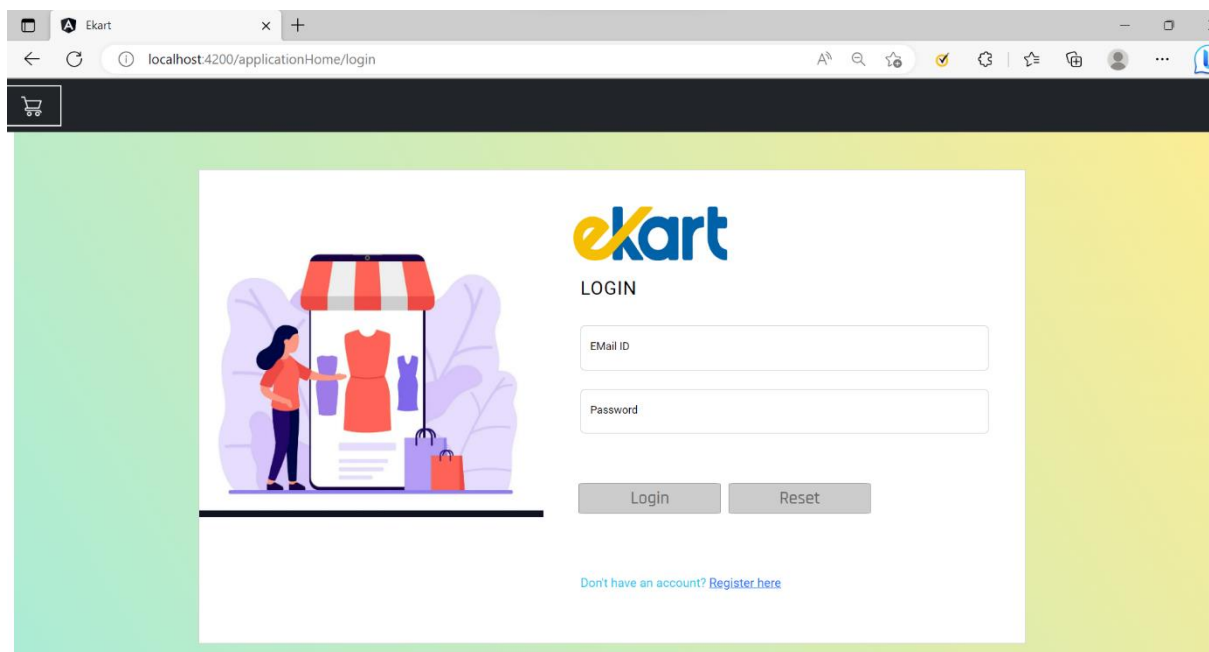 Ekart
localhost:4200/applicationHome/login
ekart
LOGIN
EMail ID
Password
Login Reset
Don't have an account? Register here